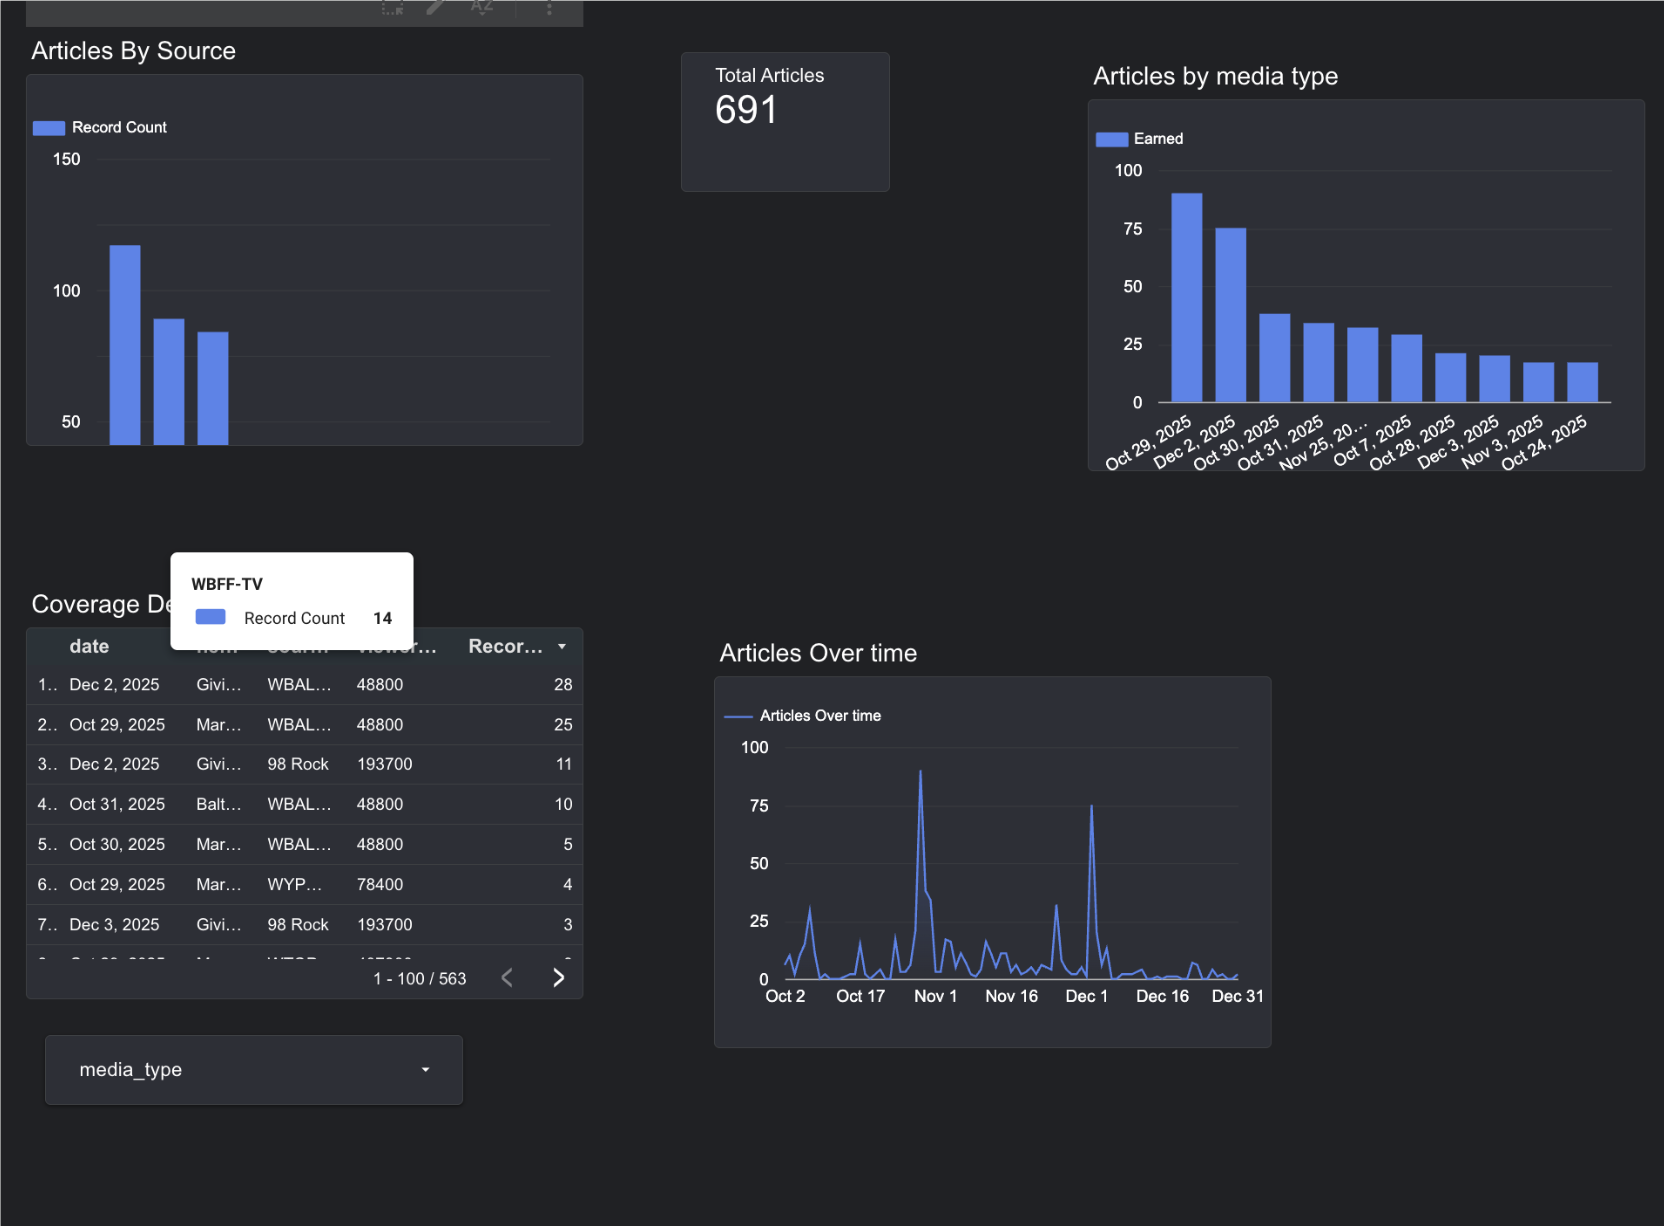 AZ
Articles By Source
Record Count
150
100
50
Total Articles
691
Articles by media type
Earned
100
75
50
25
0
Oct 29, 2025
Dec 2, 2025
Oct 30, 2025
Oct 31, 2025
Nov 25, 20...
Oct 7, 2025
Oct 28, 2025
Dec 3, 2025
Nov 3, 2025
Oct 24, 2025
WBFF-TV
Record Count 14
Coverage De
date Recor...
1.. Dec 2, 2025 Givi... WBAL... 48800 28
2.. Oct 29, 2025 Mar... WBAL... 48800 25
3.. Dec 2, 2025 Givi... 98 Rock 193700 11
4.. Oct 31, 2025 Balt... WBAL... 48800 10
5.. Oct 30, 2025 Mar... WBAL... 48800 5
6.. Oct 29, 2025 Mar... WYP... 78400 4
7.. Dec 3, 2025 Givi... 98 Rock 193700 3
1 - 100 / 563
media_type
Articles Over time
Articles Over time
100
75
50
25
0
Oct 2 Oct 17 Nov 1 Nov 16 Dec 1 Dec 16 Dec 31